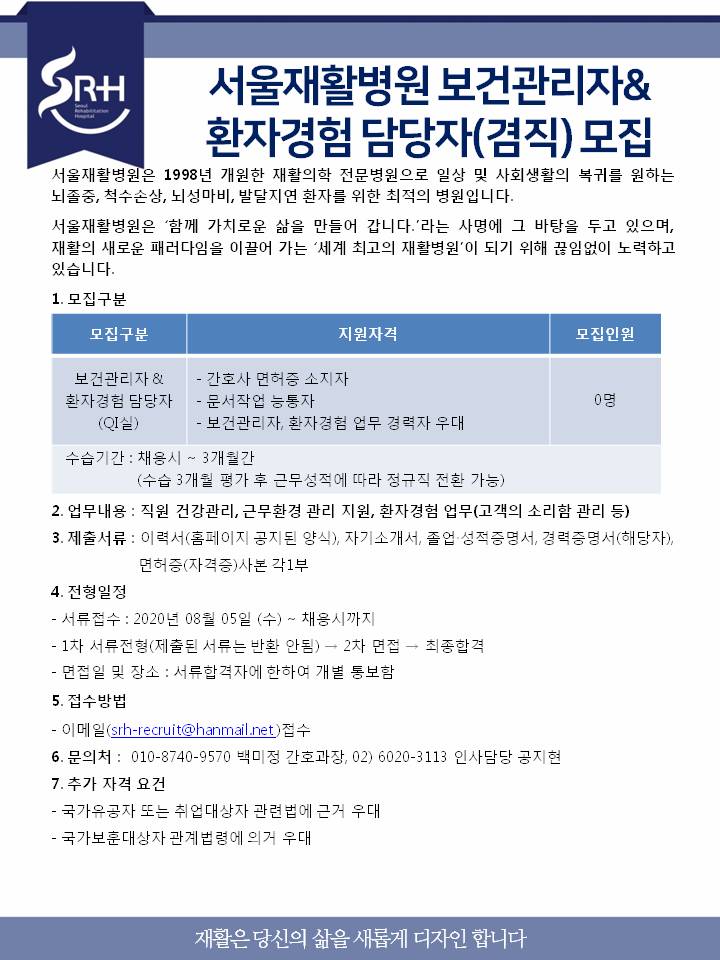 SRH
Seoul
Rehabilitation
Hospital
서울재활병원 보건관리자&
환자경험 담당자(겸직) 모집
서울재활병원은 1998년 개원한 재활의학 전문병원으로 일상 및 사회생활의 복귀를 원하는
뇌졸중, 척수손상, 뇌성마비, 발달지연 환자를 위한 최적의 병원입니다.
서울재활병원은 ‘함께 가치로운 삶을 만들어 갑니다.’라는 사명에 그 바탕을 두고 있으며,
재활의 새로운 패러다임을 이끌어 가는 ‘세계 최고의 재활병원’이 되기 위해 끊임없이 노력하고
있습니다.
1. 모집구분
모집구분 지원자격 모집인원
보건관리자 &
환자경험 담당자
(QI실)
- 간호사 면허증 소지자
- 문서작업 능통자
- 보건관리자, 환자경험 업무 경력자 우대
0명
수습기간 : 채용시 ~ 3개월간
(수습 3개월 평가 후 근무성적에 따라 정규직 전환 가능)
2. 업무내용 : 직원 건강관리, 근무환경 관리 지원, 환자경험 업무(고객의 소리함 관리 등)
3. 제출서류 : 이력서(홈페이지 공지된 양식), 자기소개서, 졸업·성적증명서, 경력증명서(해당자),
면허증(자격증)사본 각1부
4. 전형일정
- 서류접수 : 2020년 08월 05일 (수) ~ 채용시까지
- 1차 서류전형(제출된 서류는 반환 안됨) → 2차 면접 → 최종합격
- 면접일 및 장소 : 서류합격자에 한하여 개별 통보함
5. 접수방법
- 이메일(srh-recruit@hanmail.net )접수
6. 문의처 : 010-8740-9570 백미정 간호과장, 02) 6020-3113 인사담당 공지현
7. 추가 자격 요건
- 국가유공자 또는 취업대상자 관련법에 근거 우대
- 국가보훈대상자 관계법령에 의거 우대
재활은 당신의 삶을 새롭게 디자인 합니다